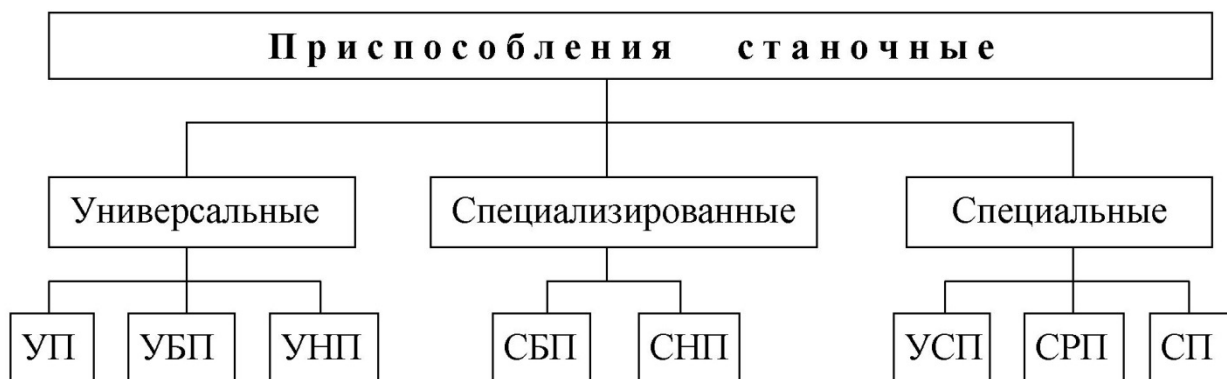 Приспособления станочные
Универсальные Специализированные Специальные
УП УБП УНП СБП СНП УСП СРП СП